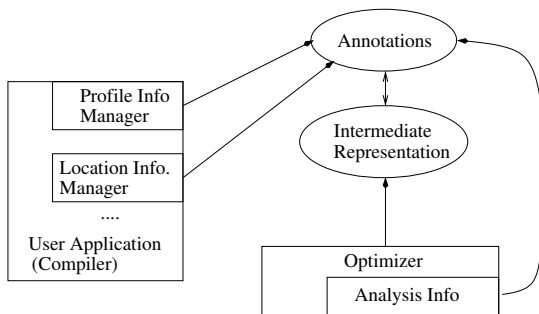 Annotations
Profile Info
Manager
Location Info.
Manager
....
User Application
(Compiler)
Intermediate
Representation
Optimizer
Analysis Info